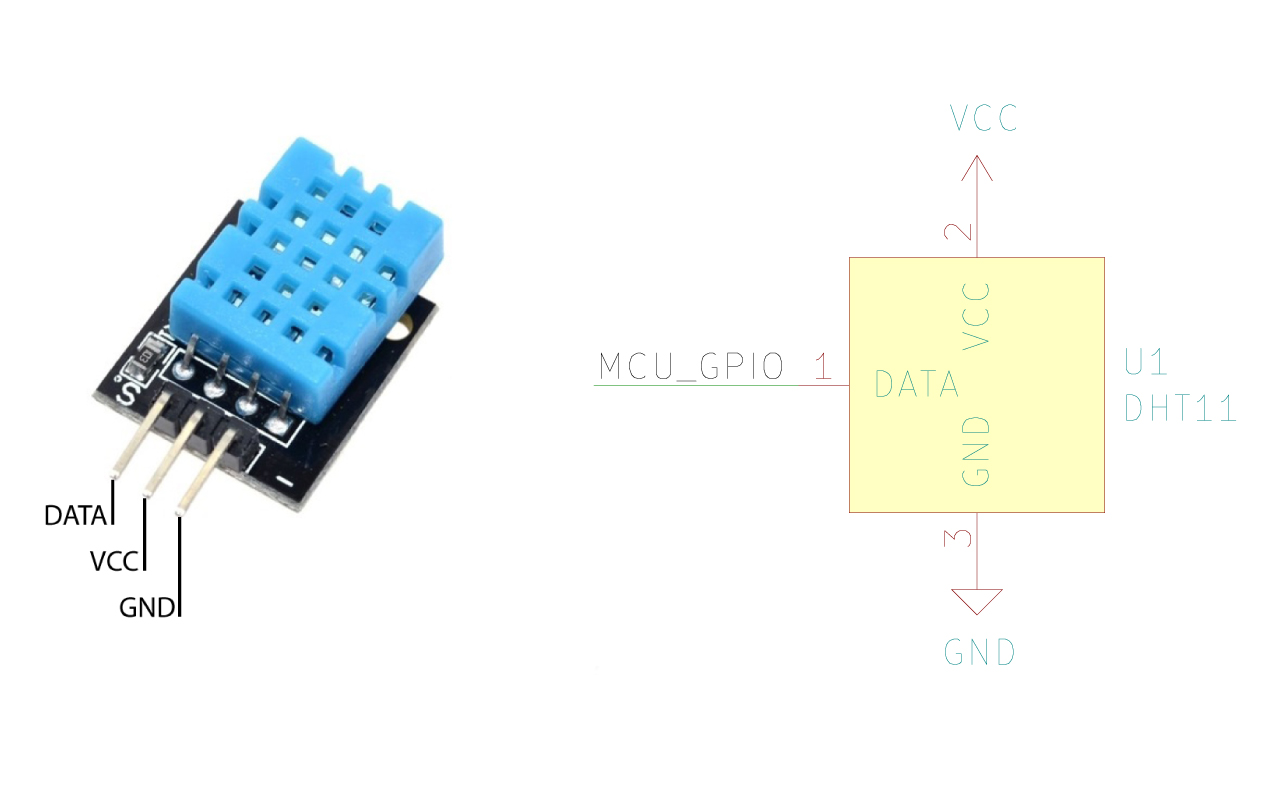 DATA
VCC
GND
S
VCC
2
VCC
MCU_GPIO 1
DATA
GND
U1
DHT11
3
GND